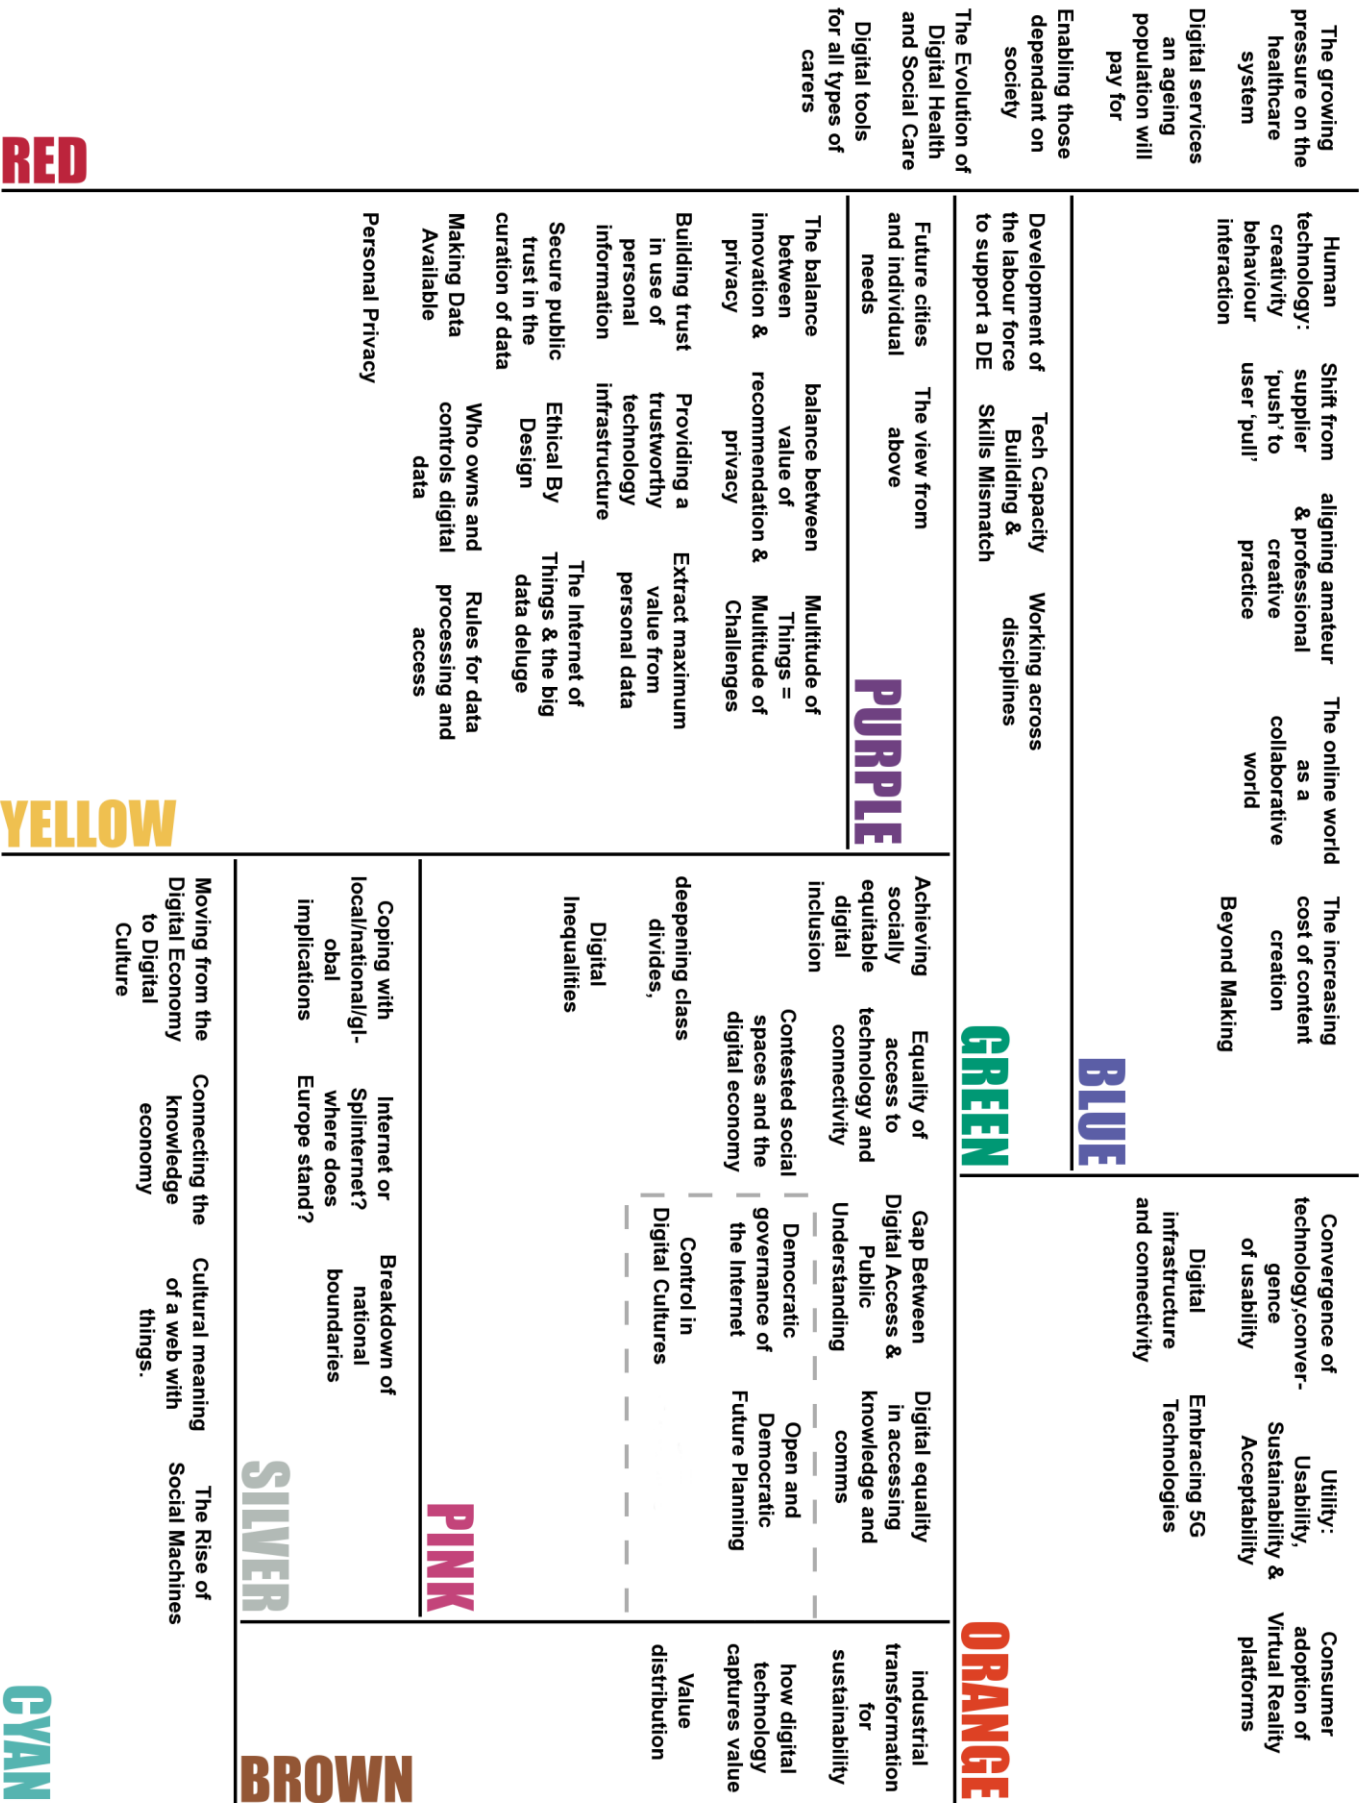 The growing
pressure on the
healthcare
system
Digital services
an ageing
population will
pay for
Enabling those
dependant on
society
The Evolution of
Digital Health
and Social Care
Digital tools
for all types of
carers
RED
Human
technology:
creativity
behaviour
interaction
Shift from
supplier
‘push’ to
user ‘pull’
aligning amateur
& professional
creative
practice
The online world
as a
collaborative
world
The increasing
cost of content
creation
Beyond Making
BLUE
Convergence of
technology,conver-
gence
of usability
Utility:
Usability,
Sustainability &
Acceptability
Consumer
adoption of
Virtual Reality
platforms
Digital
infrastructure
and connectivity
Embracing 5G
Technologies
ORANGE
Development of
the labour force
to support a DE
Tech Capacity
Building &
Skills Mismatch
Working across
disciplines
GREEN
Future cities
and individual
needs
The view from
above
PURPLE
The balance
between
innovation &
privacy
balance between
value of
recommendation &
privacy
Multitude of
Things =
Multitude of
Challenges
Building trust
in use of
personal
information
Providing a
trustworthy
technology
infrastructure
Extract maximum
value from
personal data
Secure public
trust in the
curation of data
Ethical By
Design
The Internet of
Things & the big
data deluge
Making Data
Available
Who owns and
controls digital
data
Rules for data
processing and
access
Personal Privacy
YELLOW
Achieving
socially
equitable
digital
inclusion
Equality of
access to
technology and
connectivity
Gap Between
Digital Access &
Public
Understanding
Digital equality
in accessing
knowledge and
comms
Contested social
spaces and the
digital economy
Democratic
governance of
the Internet
Open and
Democratic
Future Planning
deepening class
divides,
Control in
Digital Cultures
Digital
Inequalities
PINK
industrial
transformation
for
sustainability
how digital
technology
captures value
Value
distribution
BROWN
Coping with
local/national/gl-
obal
implications
Internet or
Splinternet?
where does
Europe stand?
Breakdown of
national
boundaries
SILVER
Moving from the
Digital Economy
to Digital
Culture
Connecting the
knowledge
economy
Cultural meaning
of a web with
things.
The Rise of
Social Machines
CYAN